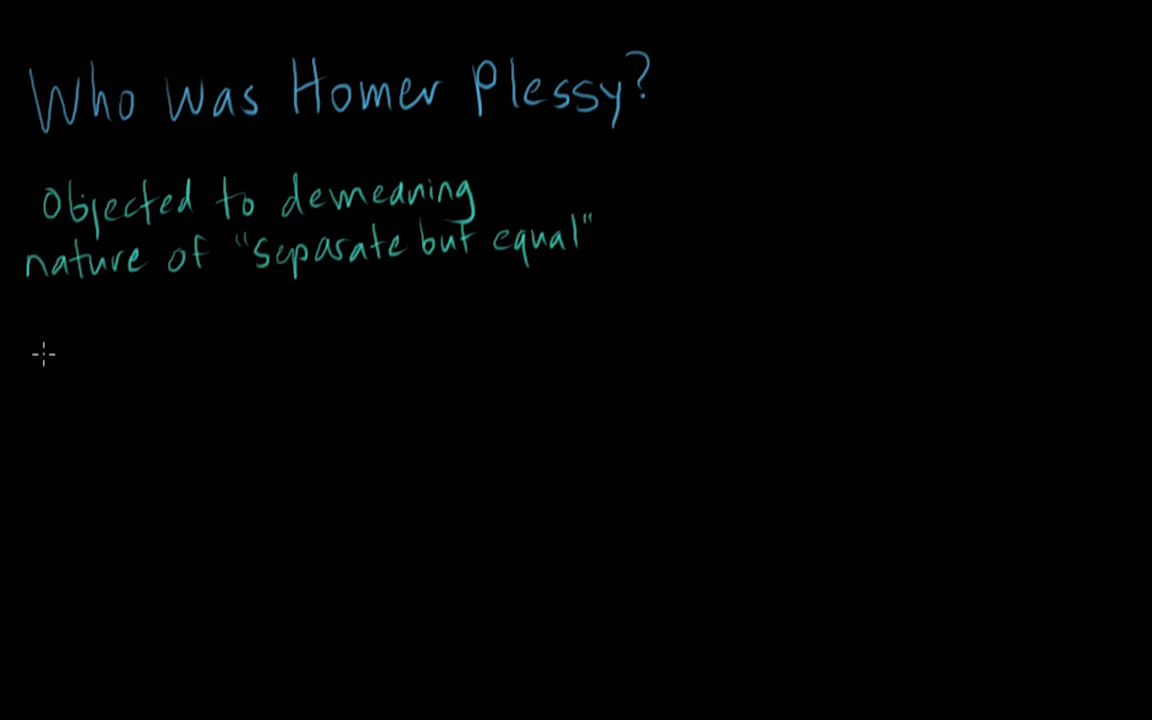 Who was Homer Plessy?
Objected to demeaning
nature of "separate but equal"